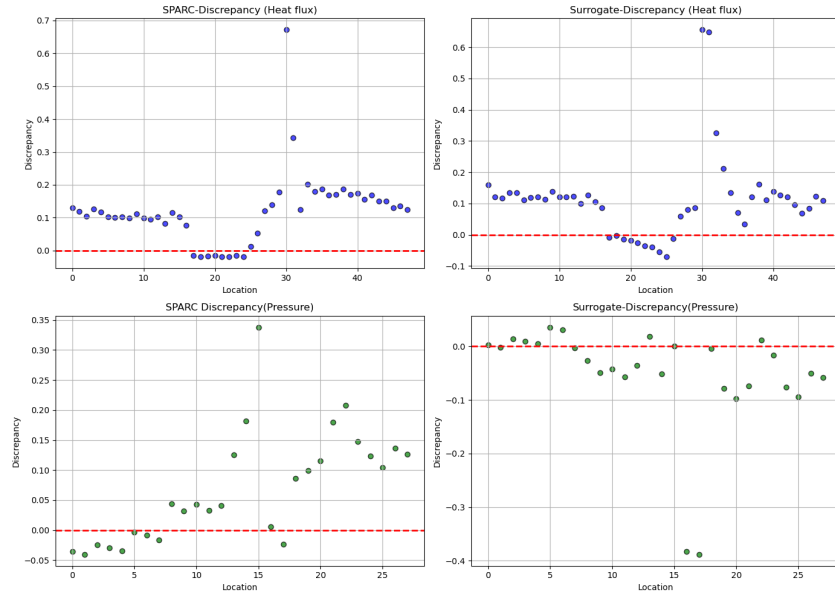 SPARC-Discrepancy (Heat flux)
0.7
0.6
0.5
0.4
0.3
0.2
0.1
0.0
Discrepancy
0 10 20 30 40
Location
Surrogate-Discrepancy (Heat flux)
0.6
0.5
0.4
0.3
0.2
0.1
0.0
−0.1
Discrepancy
0 10 20 30 40
Location
SPARC Discrepancy(Pressure)
0.35
0.30
0.25
0.20
0.15
0.10
0.05
0.00
−0.05
Discrepancy
0 5 10 15 20 25
Location
Surrogate-Discrepancy(Pressure)
0.0
−0.1
−0.2
−0.3
−0.4
Discrepancy
0 5 10 15 20 25
Location